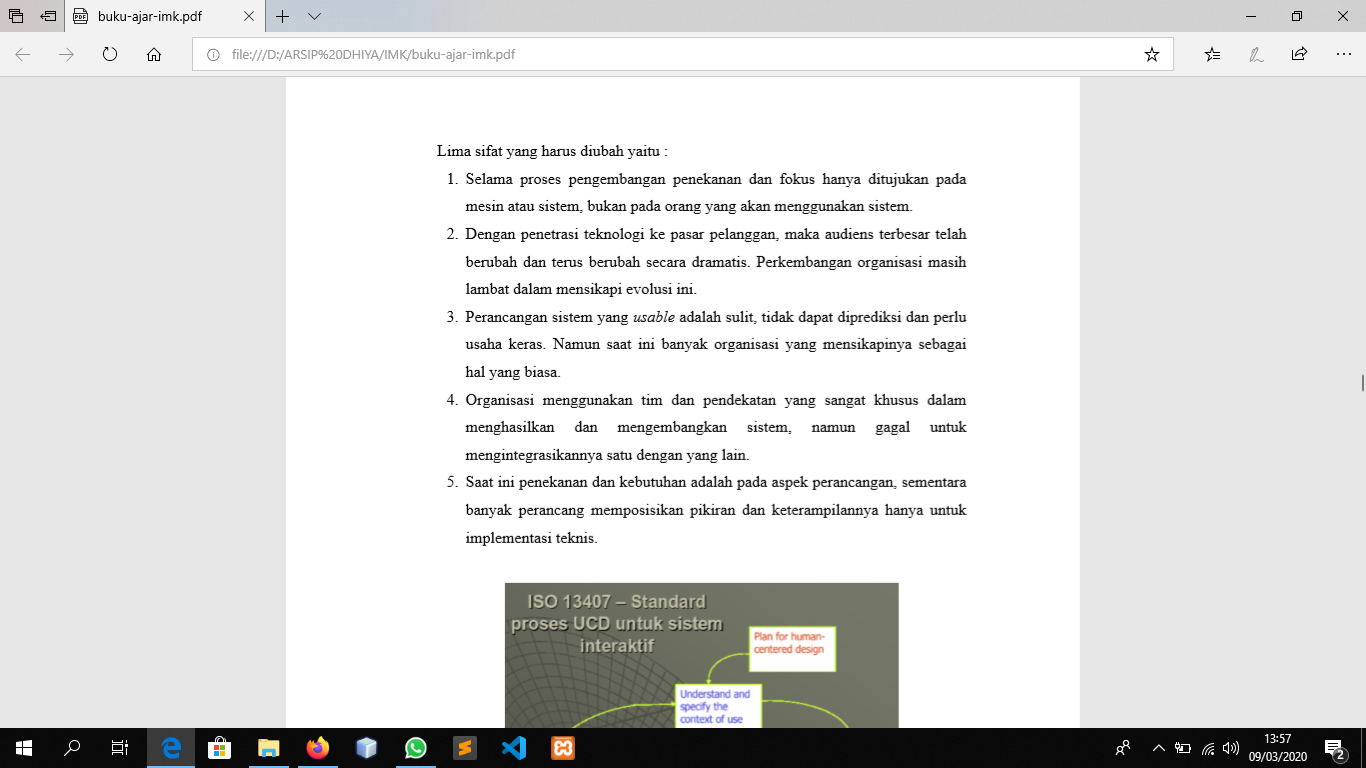 buku-ajar-imk.pdf
file:///D:/ARSIP%20DHIYA/IMK/buku-ajar-imk.pdf
Lima sifat yang harus diubah yaitu :
1. Selama proses pengembangan penekanan dan fokus hanya ditujukan pada
mesin atau sistem, bukan pada orang yang akan menggunakan sistem.
2. Dengan penetrasi teknologi ke pasar pelanggan, maka audiens terbesar telah
berubah dan terus berubah secara dramatis. Perkembangan organisasi masih
lambat dalam mensikapi evolusi ini.
3. Perancangan sistem yang usable adalah sulit, tidak dapat diprediksi dan perlu
usaha keras. Namun saat ini banyak organisasi yang mensikapinya sebagai
hal yang biasa.
4. Organisasi menggunakan tim dan pendekatan yang sangat khusus dalam
menghasilkan dan mengembangkan sistem, namun gagal untuk
mengintegrasikannya satu dengan yang lain.
5. Saat ini penekanan dan kebutuhan adalah pada aspek perancangan, sementara
banyak perancang memposisikan pikiran dan keterampilannya hanya untuk
implementasi teknis.
ISO 13407 – Standard
proses UCD untuk sistem
interaktif
Plan for human-
centered design
Understand and
specify the
context of use
13:57
09/03/2020
2